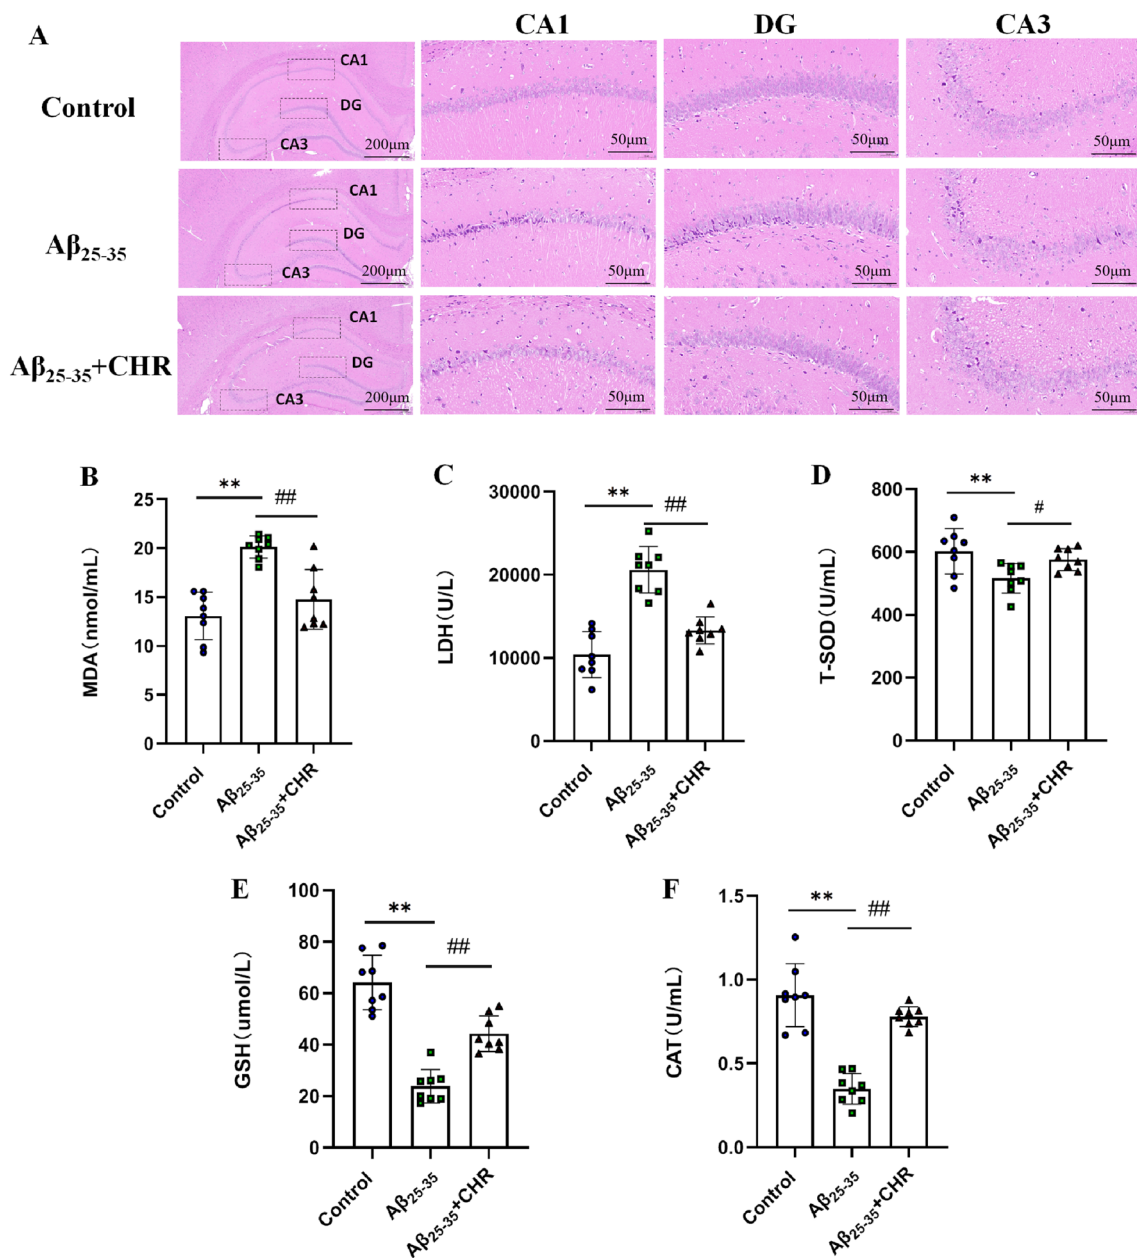 A
CA1 DG CA3
Control
CA1
DG
CA3
200μm
50μm
50μm
50μm
Aβ25-35
CA1
DG
CA3
200μm
50μm
50μm
50μm
Aβ25-35+CHR
CA1
DG
CA3
200μm
50μm
50μm
50μm
B
MDA(nmol/mL)
25
20
15
10
5
0
**
##
Control
Aβ25-35
Aβ25-35+CHR
C
LDH(U/L)
30000
20000
10000
0
**
##
Control
Aβ25-35
Aβ25-35+CHR
D
T-SOD(U/mL)
800
600
400
200
0
**
#
Control
Aβ25-35
Aβ25-35+CHR
E
GSH(umol/L)
100
80
60
40
20
0
**
##
Control
Aβ25-35
Aβ25-35+CHR
F
CAT(U/mL)
1.5
1.0
0.5
0.0
**
##
Control
Aβ25-35
Aβ25-35+CHR